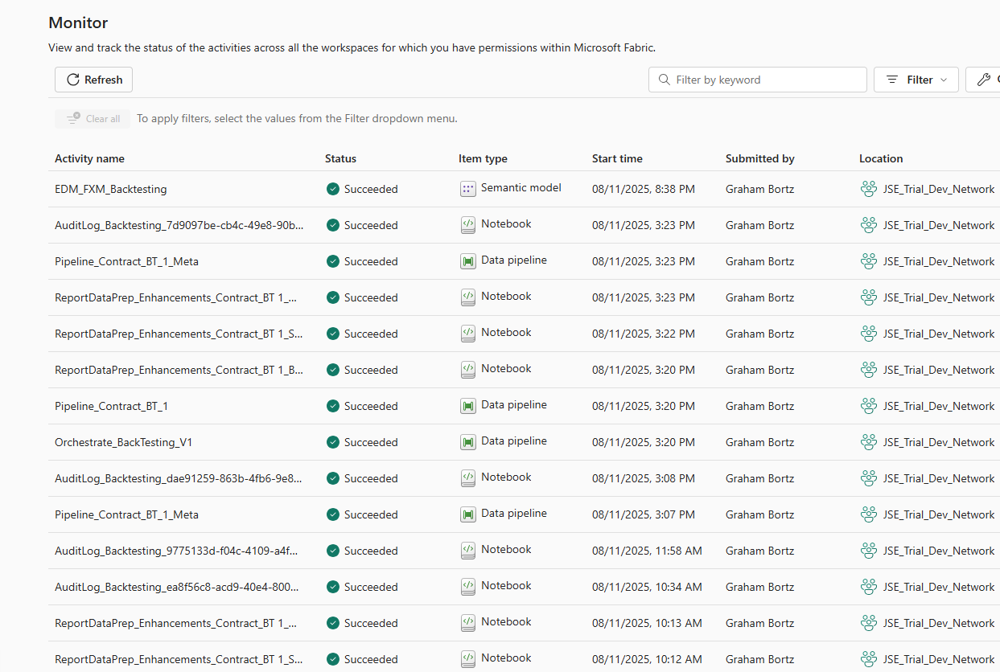 Monitor
View and track the status of the activities across all the workspaces for which you have permissions within Microsoft Fabric.
Refresh Filter by keyword Filter
Clear all To apply filters, select the values from the Filter dropdown menu.
Activity name Status Item type Start time Submitted by Location
EDM_FXM_Backtesting Succeeded Semantic model 08/11/2025, 8:38 PM Graham Bortz JSE_Trial_Dev_Network
AuditLog_Backtesting_7d9097be-cb4c-49e8-90b... Succeeded Notebook 08/11/2025, 3:23 PM Graham Bortz JSE_Trial_Dev_Network
Pipeline_Contract_BT_1_Meta Succeeded Data pipeline 08/11/2025, 3:23 PM Graham Bortz JSE_Trial_Dev_Network
ReportDataPrep_Enhancements_Contract_BT 1_... Succeeded Notebook 08/11/2025, 3:23 PM Graham Bortz JSE_Trial_Dev_Network
ReportDataPrep_Enhancements_Contract_BT 1_S... Succeeded Notebook 08/11/2025, 3:22 PM Graham Bortz JSE_Trial_Dev_Network
ReportDataPrep_Enhancements_Contract_BT 1_B... Succeeded Notebook 08/11/2025, 3:20 PM Graham Bortz JSE_Trial_Dev_Network
Pipeline_Contract_BT_1 Succeeded Data pipeline 08/11/2025, 3:20 PM Graham Bortz JSE_Trial_Dev_Network
Orchestrate_BackTesting_V1 Succeeded Data pipeline 08/11/2025, 3:20 PM Graham Bortz JSE_Trial_Dev_Network
AuditLog_Backtesting_dae91259-863b-4fb6-9e8... Succeeded Notebook 08/11/2025, 3:08 PM Graham Bortz JSE_Trial_Dev_Network
Pipeline_Contract_BT_1_Meta Succeeded Data pipeline 08/11/2025, 3:07 PM Graham Bortz JSE_Trial_Dev_Network
AuditLog_Backtesting_9775133d-f04c-4109-a4f... Succeeded Notebook 08/11/2025, 11:58 AM Graham Bortz JSE_Trial_Dev_Network
AuditLog_Backtesting_ea8f56c8-acd9-40e4-800... Succeeded Notebook 08/11/2025, 10:34 AM Graham Bortz JSE_Trial_Dev_Network
ReportDataPrep_Enhancements_Contract_BT 1_... Succeeded Notebook 08/11/2025, 10:13 AM Graham Bortz JSE_Trial_Dev_Network
ReportDataPrep_Enhancements_Contract_BT 1_S... Succeeded Notebook 08/11/2025, 10:12 AM Graham Bortz JSE_Trial_Dev_Network